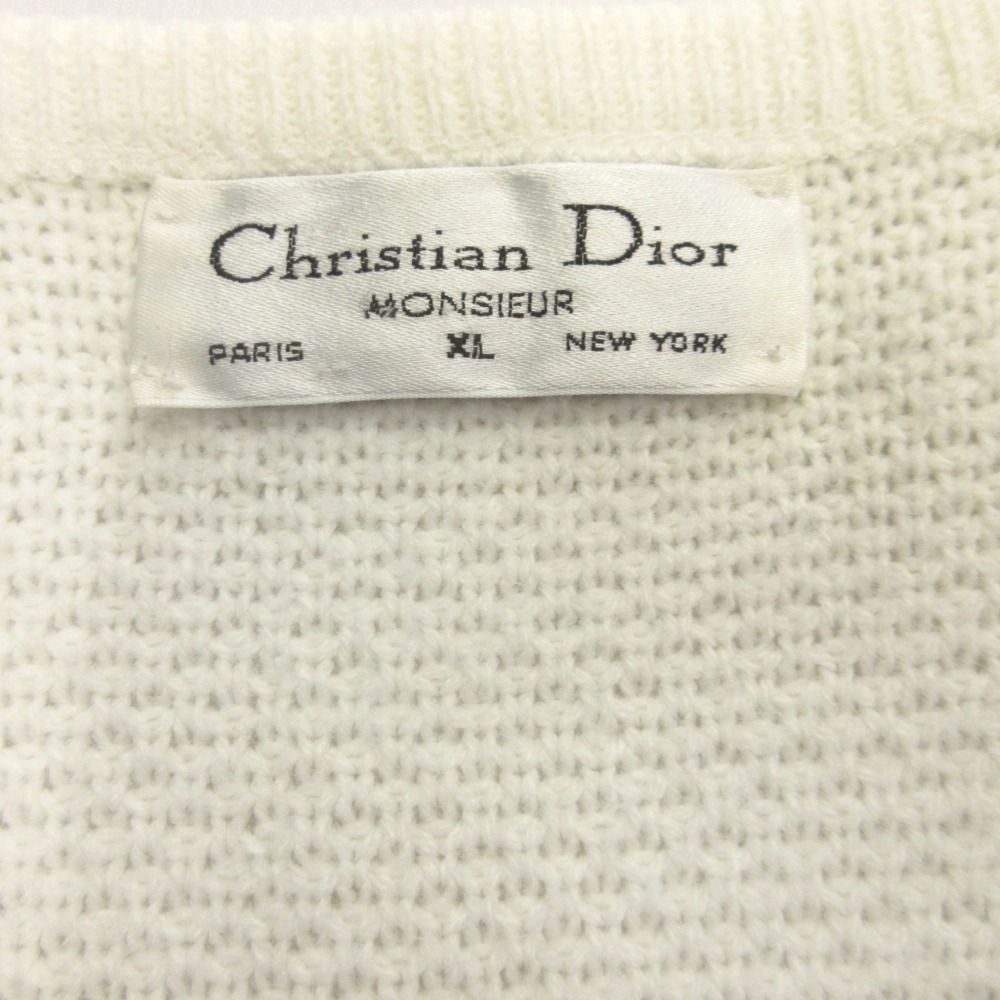 Christian Dior
MONSIEUR
PARIS XL NEW YORK